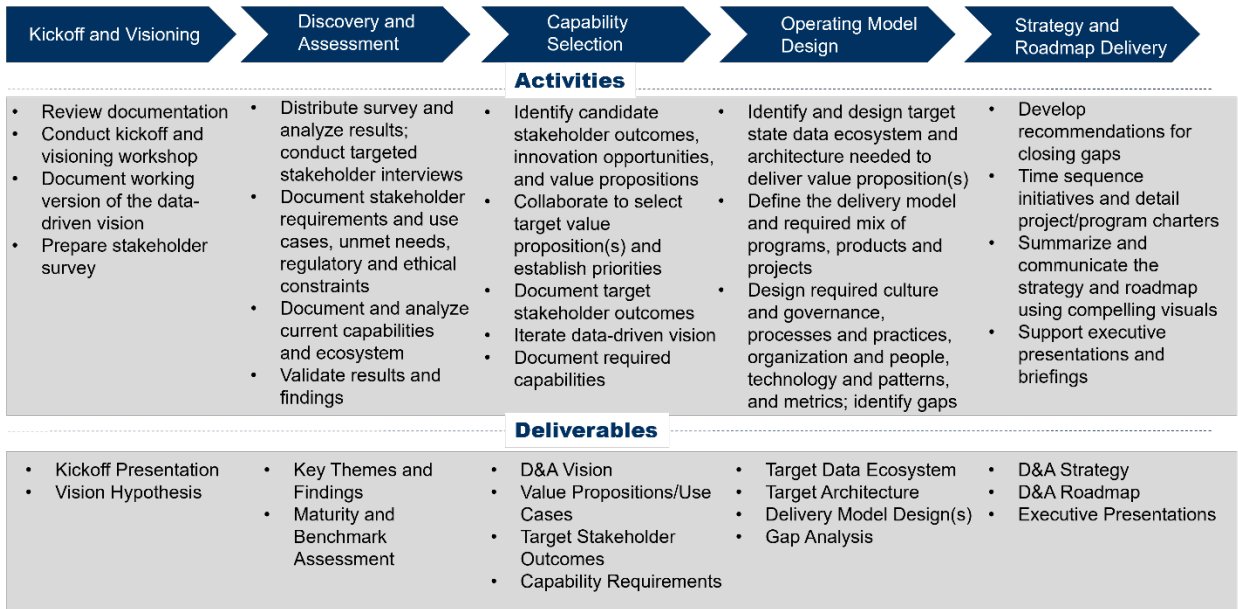 Kickoff and Visioning
Discovery and
Assessment
Capability
Selection
Operating Model
Design
Strategy and
Roadmap Delivery
Activities
• Review documentation
• Conduct kickoff and
visioning workshop
• Document working
version of the data-
driven vision
• Prepare stakeholder
survey
• Distribute survey and
analyze results;
conduct targeted
stakeholder interviews
• Document stakeholder
requirements and use
cases, unmet needs,
regulatory and ethical
constraints
• Document and analyze
current capabilities
and ecosystem
• Validate results and
findings
• Identify candidate
stakeholder outcomes,
innovation opportunities,
and value propositions
• Collaborate to select
target value
proposition(s) and
establish priorities
• Document target
stakeholder outcomes
• Iterate data-driven vision
• Document required
capabilities
• Identify and design target
state data ecosystem and
architecture needed to
deliver value proposition(s)
• Define the delivery model
and required mix of
programs, products and
projects
• Design required culture
and governance,
processes and practices,
organization and people,
technology and patterns,
and metrics; identify gaps
• Develop
recommendations for
closing gaps
• Time sequence
initiatives and detail
project/program charters
• Summarize and
communicate the
strategy and roadmap
using compelling visuals
• Support executive
presentations and
briefings
Deliverables
• Kickoff Presentation
• Vision Hypothesis
• Key Themes and
Findings
• Maturity and
Benchmark
Assessment
• D&A Vision
• Value Propositions/Use
Cases
• Target Stakeholder
Outcomes
• Capability Requirements
• Target Data Ecosystem
• Target Architecture
• Delivery Model Design(s)
• Gap Analysis
• D&A Strategy
• D&A Roadmap
• Executive Presentations